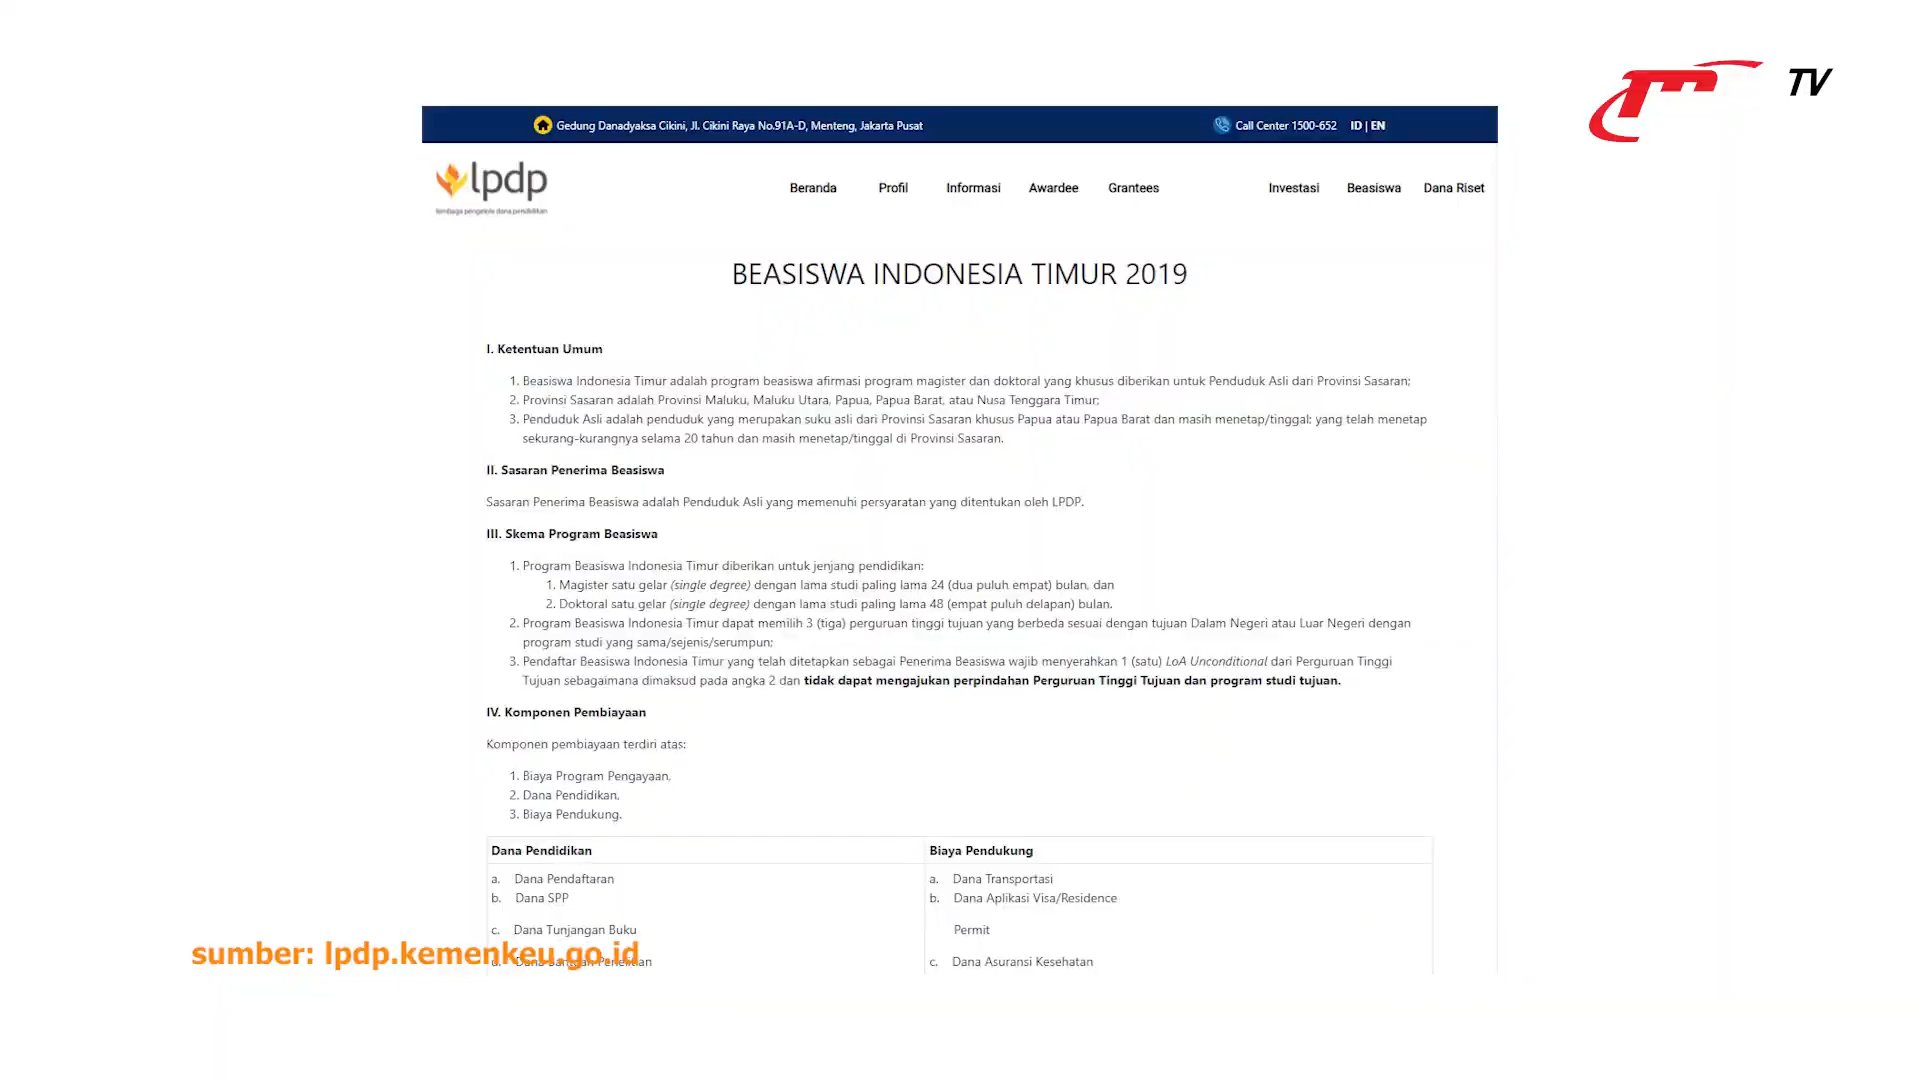 TV
Gedung Danadyaksa Cikini, Jl. Cikini Raya No.91A-D, Menteng, Jakarta Pusat
Call Center 1500-652 ID | EN
lpdp
lembaga pengelola dana pendidikan
Beranda Profil Informasi Awardee Grantees Investasi Beasiswa Dana Riset
BEASISWA INDONESIA TIMUR 2019
I. Ketentuan Umum
1. Beasiswa Indonesia Timur adalah program beasiswa afirmasi program magister dan doktoral yang khusus diberikan untuk Penduduk Asli dari Provinsi Sasaran;
2. Provinsi Sasaran adalah Provinsi Maluku, Maluku Utara, Papua, Papua Barat, atau Nusa Tenggara Timur;
3. Penduduk Asli adalah penduduk yang merupakan suku asli dari Provinsi Sasaran khusus Papua atau Papua Barat dan masih menetap/tinggal; yang telah menetap
sekurang-kurangnya selama 20 tahun dan masih menetap/tinggal di Provinsi Sasaran.
II. Sasaran Penerima Beasiswa
Sasaran Penerima Beasiswa adalah Penduduk Asli yang memenuhi persyaratan yang ditentukan oleh LPDP.
III. Skema Program Beasiswa
1. Program Beasiswa Indonesia Timur diberikan untuk jenjang pendidikan:
1. Magister satu gelar (single degree) dengan lama studi paling lama 24 (dua puluh empat) bulan, dan
2. Doktoral satu gelar (single degree) dengan lama studi paling lama 48 (empat puluh delapan) bulan.
2. Program Beasiswa Indonesia Timur dapat memilih 3 (tiga) perguruan tinggi tujuan yang berbeda sesuai dengan tujuan Dalam Negeri atau Luar Negeri dengan
program studi yang sama/sejenis/serumpun;
3. Pendaftar Beasiswa Indonesia Timur yang telah ditetapkan sebagai Penerima Beasiswa wajib menyerahkan 1 (satu) LoA Unconditional dari Perguruan Tinggi
Tujuan sebagaimana dimaksud pada angka 2 dan tidak dapat mengajukan perpindahan Perguruan Tinggi Tujuan dan program studi tujuan.
IV. Komponen Pembiayaan
Komponen pembiayaan terdiri atas:
1. Biaya Program Pengayaan,
2. Dana Pendidikan,
3. Biaya Pendukung.
Dana Pendidikan Biaya Pendukung
a. Dana Pendaftaran a. Dana Transportasi
b. Dana SPP b. Dana Aplikasi Visa/Residence
c. Dana Tunjangan Buku Permit
d. Dana Bantuan Penelitian c. Dana Asuransi Kesehatan
sumber: lpdp.kemenkeu.go.id